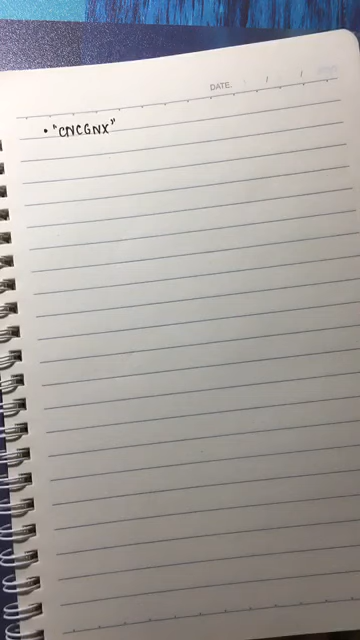 DATE. / /
• "CNCGNX"